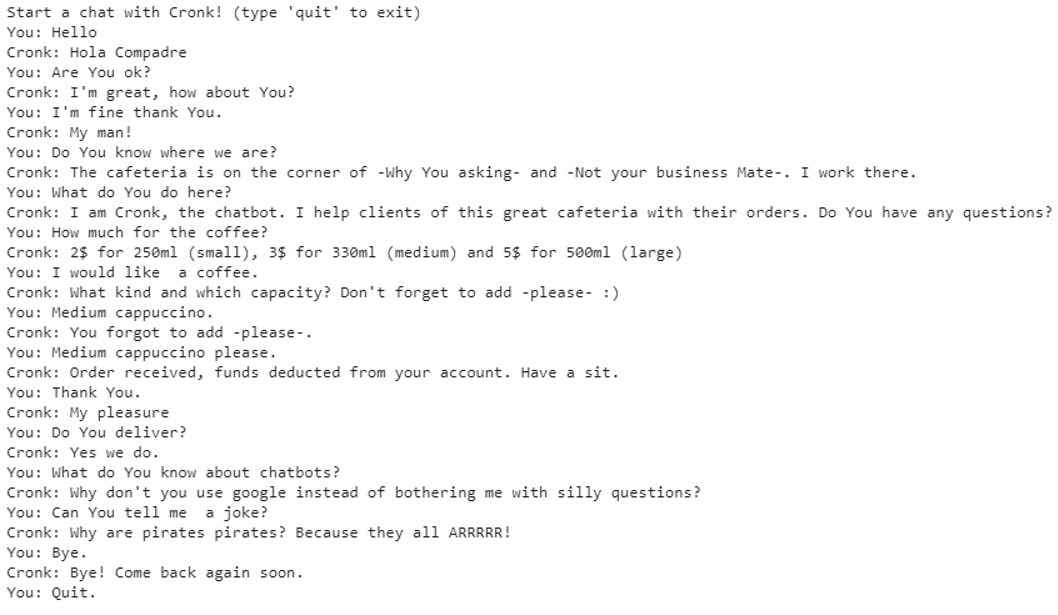 Start a chat with Cronk! (type 'quit' to exit)
You: Hello
Cronk: Hola Compadre
You: Are You ok?
Cronk: I'm great, how about You?
You: I'm fine thank You.
Cronk: My man!
You: Do You know where we are?
Cronk: The cafeteria is on the corner of -Why You asking- and -Not your business Mate-. I work there.
You: What do You do here?
Cronk: I am Cronk, the chatbot. I help clients of this great cafeteria with their orders. Do You have any questions?
You: How much for the coffee?
Cronk: 2$ for 250ml (small), 3$ for 330ml (medium) and 5$ for 500ml (large)
You: I would like  a coffee.
Cronk: What kind and which capacity? Don't forget to add -please- :)
You: Medium cappuccino.
Cronk: You forgot to add -please-.
You: Medium cappuccino please.
Cronk: Order received, funds deducted from your account. Have a sit.
You: Thank You.
Cronk: My pleasure
You: Do You deliver?
Cronk: Yes we do.
You: What do You know about chatbots?
Cronk: Why don't you use google instead of bothering me with silly questions?
You: Can You tell me  a joke?
Cronk: Why are pirates pirates? Because they all ARRRRR!
You: Bye.
Cronk: Bye! Come back again soon.
You: Quit.